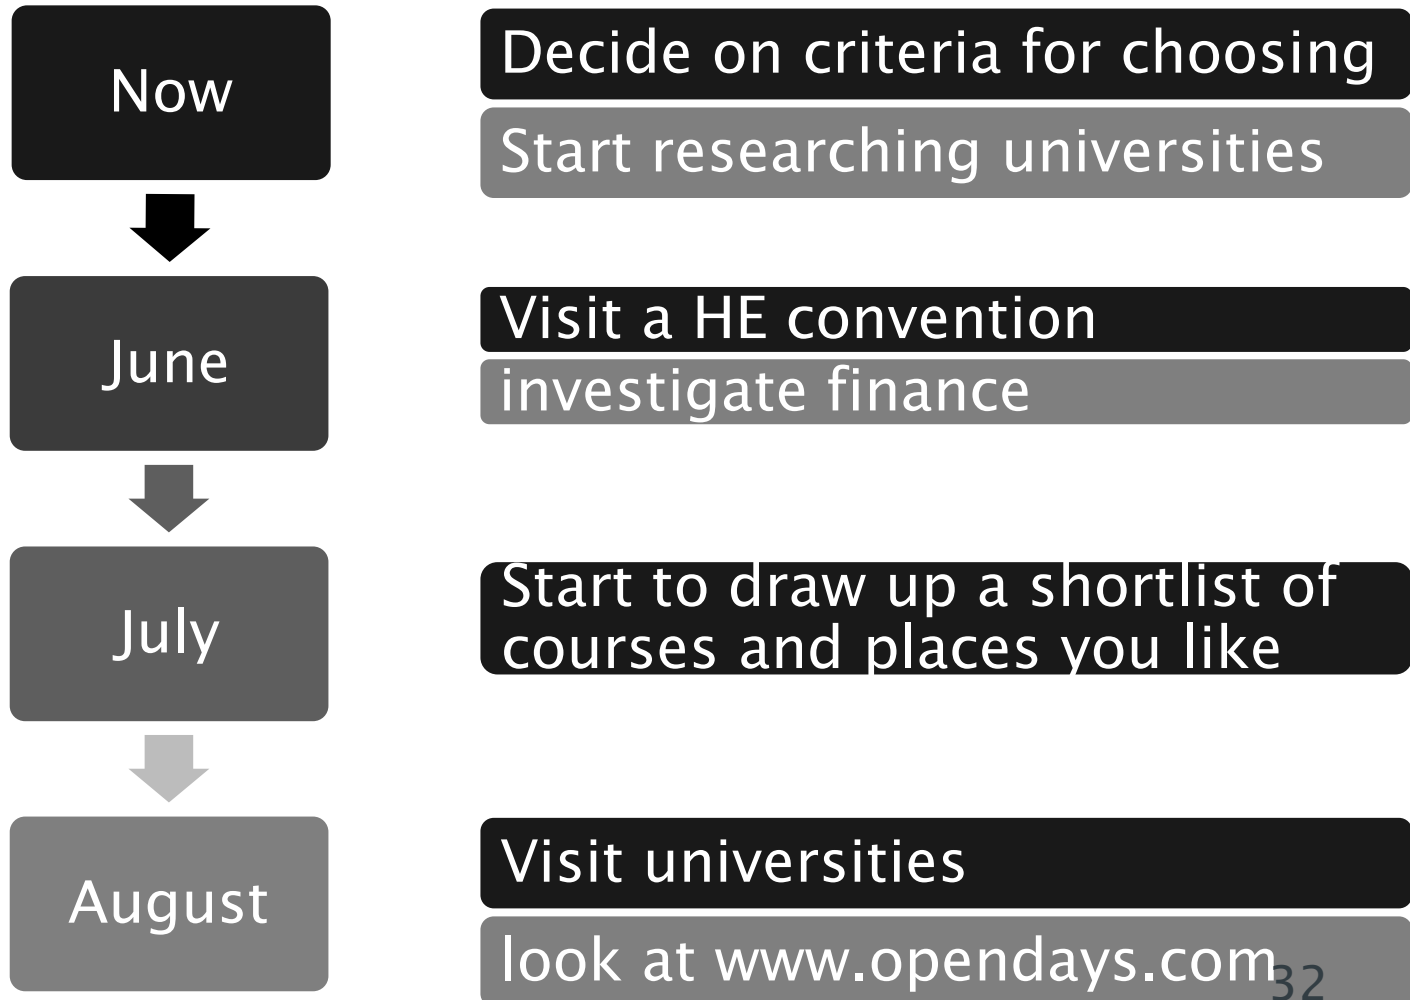 Now
Decide on criteria for choosing
Start researching universities
June
Visit a HE convention
investigate finance
July
Start to draw up a shortlist of
courses and places you like
August
Visit universities
look at www.opendays.com
32